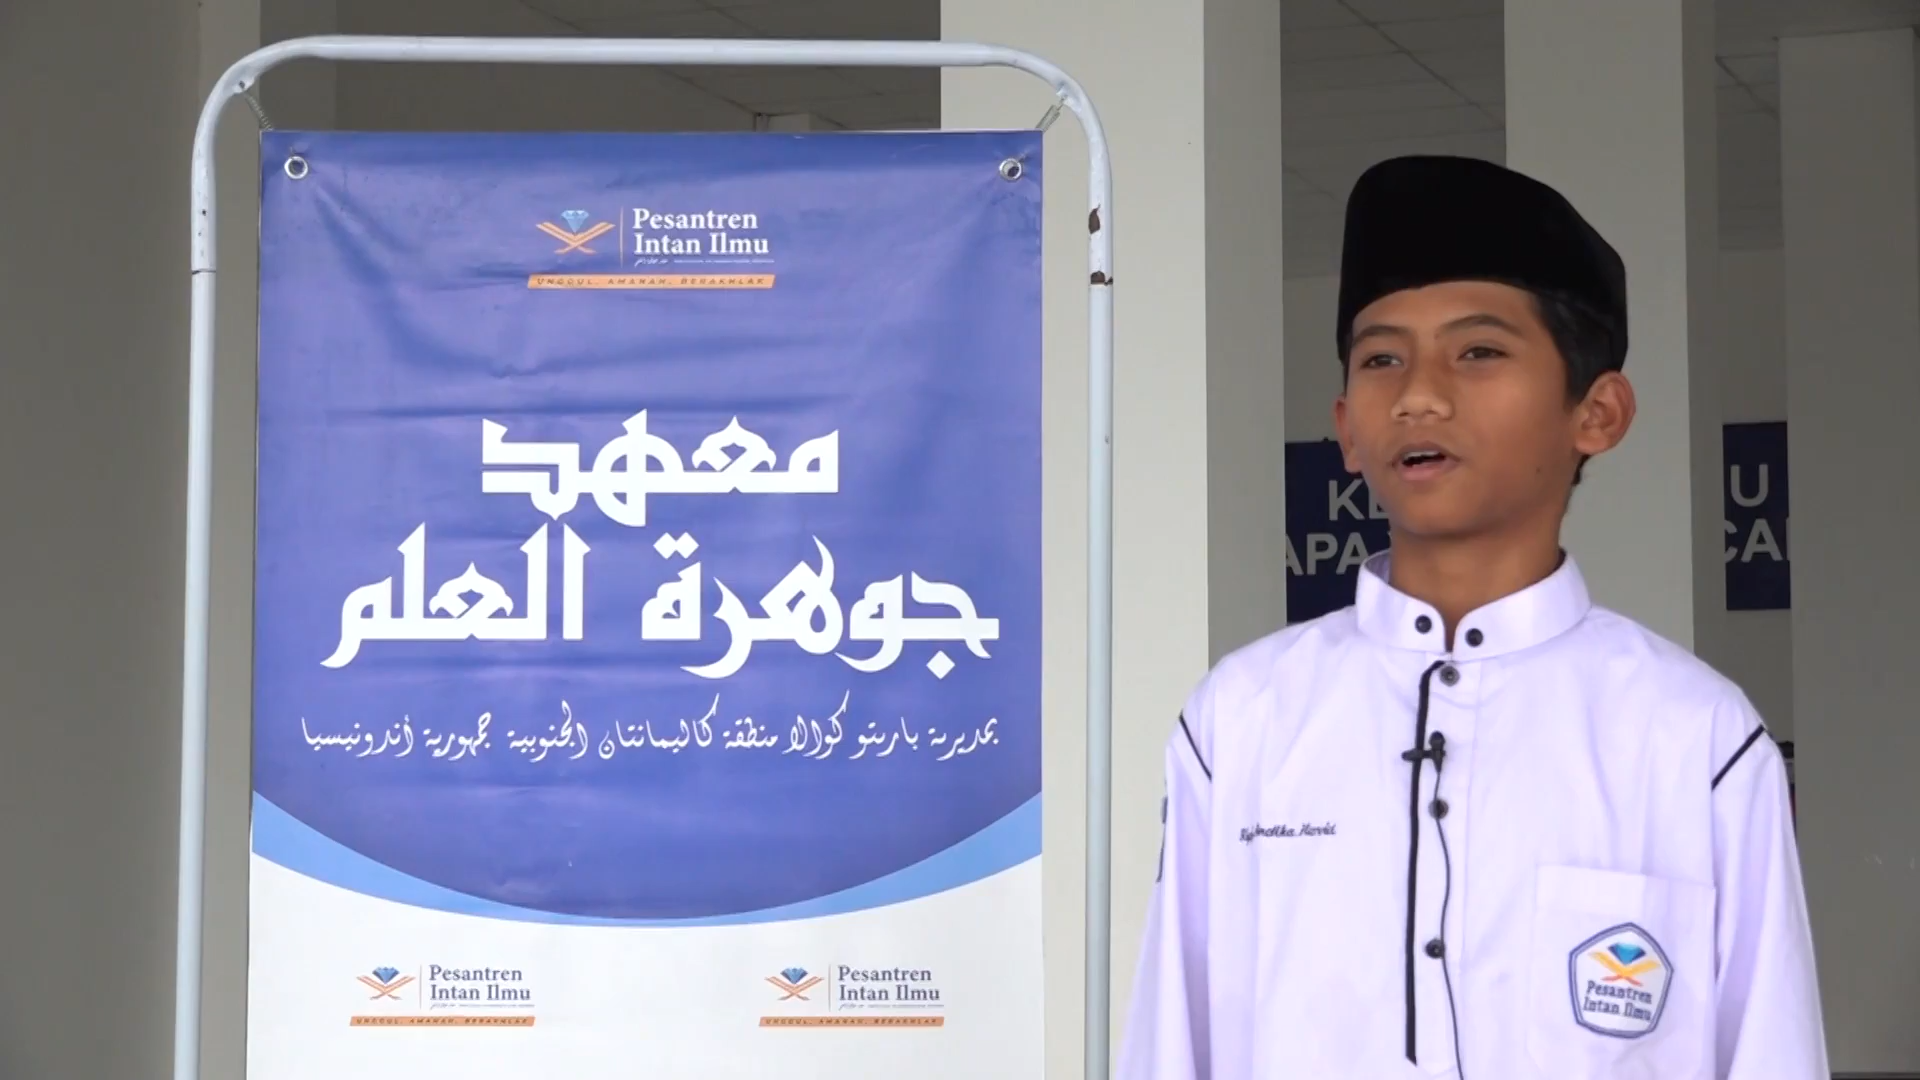 Pesantren
Intan Ilmu
UNGGUL, AMANAH, BERAKHLAK
معهد
جوهرة العلم
بمديرية باريتو كوالا منطقة كاليمانتان الجنوبية جمهورية أندونيسيا
Pesantren
Intan Ilmu
UNGGUL, AMANAH, BERAKHLAK
Pesantren
Intan Ilmu
UNGGUL, AMANAH, BERAKHLAK
Pesantren
Intan Ilmu